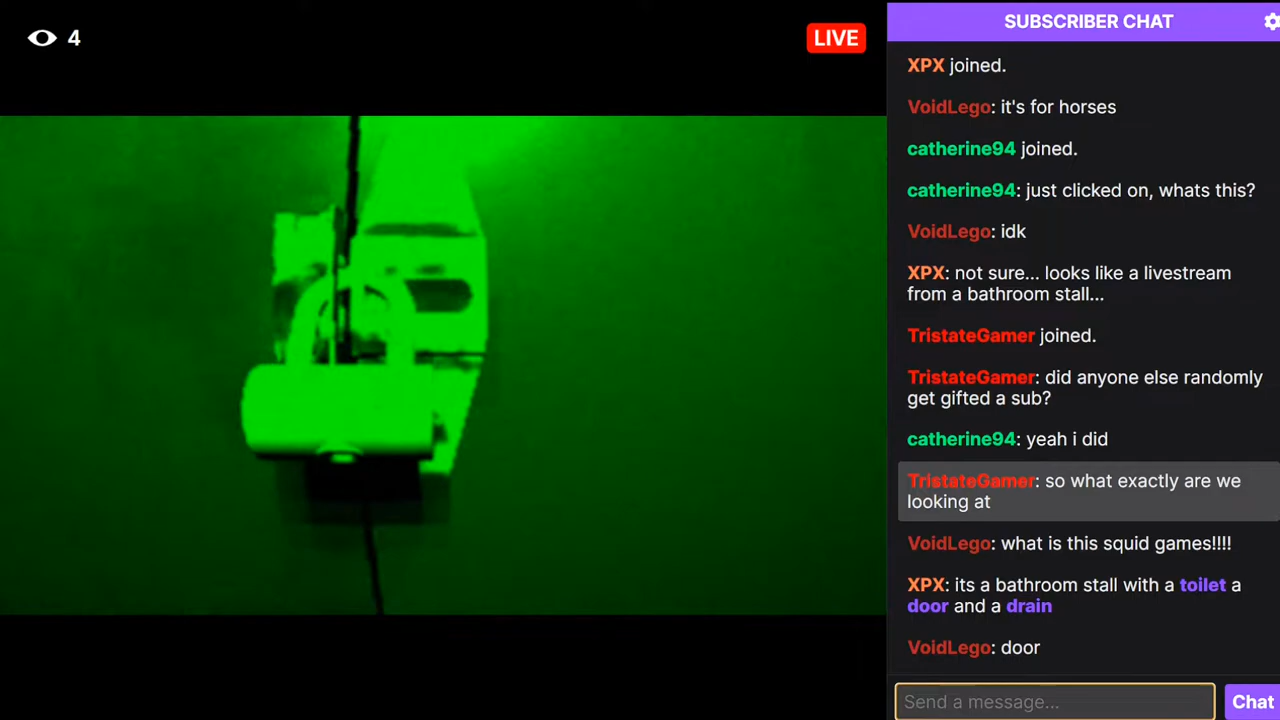 4
LIVE
SUBSCRIBER CHAT
XPX joined.
VoidLego: it's for horses
catherine94 joined.
catherine94: just clicked on, whats this?
VoidLego: idk
XPX: not sure... looks like a livestream
from a bathroom stall...
TristateGamer joined.
TristateGamer: did anyone else randomly
get gifted a sub?
catherine94: yeah i did
TristateGamer: so what exactly are we
looking at
VoidLego: what is this squid games!!!!
XPX: its a bathroom stall with a toilet a
door and a drain
VoidLego: door
Send a message...
Chat